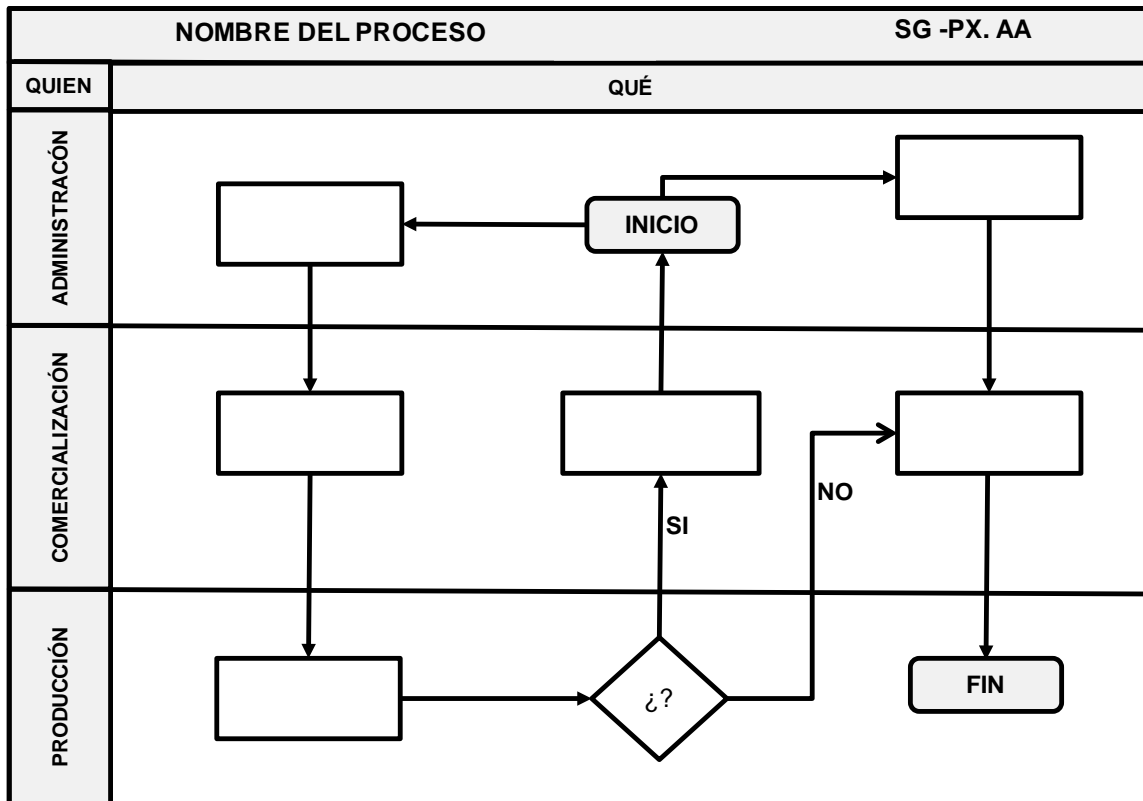 NOMBRE DEL PROCESO
SG -PX. AA
QUIEN
QUÉ
ADMINISTRACÓN
INICIO
COMERCIALIZACIÓN
SI
NO
PRODUCCIÓN
¿?
FIN